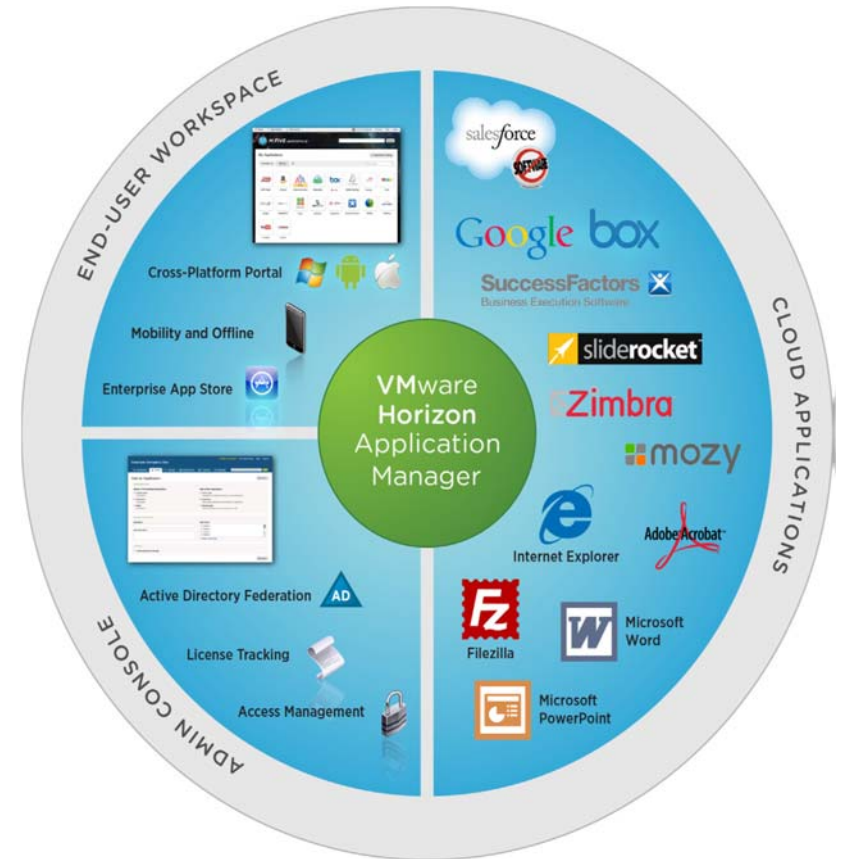 END-USER WORKSPACE
Cross-Platform Portal
Mobility and Offline
Enterprise App Store
VMware
Horizon
Application
Manager
Active Directory Federation
AD
License Tracking
Access Management
ADMIN CONSOLE
salesforce
SOFTWARE
Google
box
SuccessFactors
Business Execution Software
sliderocket
Zimbra
mozy
Internet Explorer
Adobe Acrobat
Fz
Filezilla
W
Microsoft
Word
Microsoft
PowerPoint
CLOUD APPLICATIONS